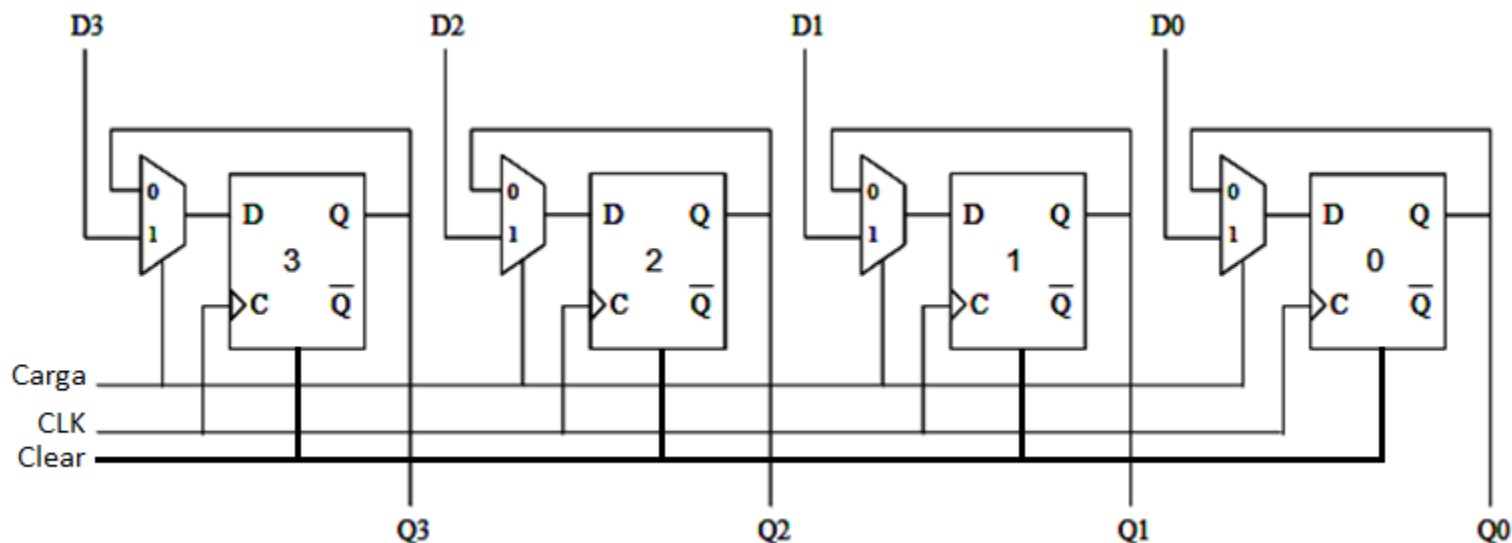 D3 D2 D1 D0
0 0 0 0
D Q D Q D Q D Q
1 1 1 1
3 2 1 0
C Q̅ C Q̅ C Q̅ C Q̅
Carga
CLK
Clear
Q3 Q2 Q1 Q0